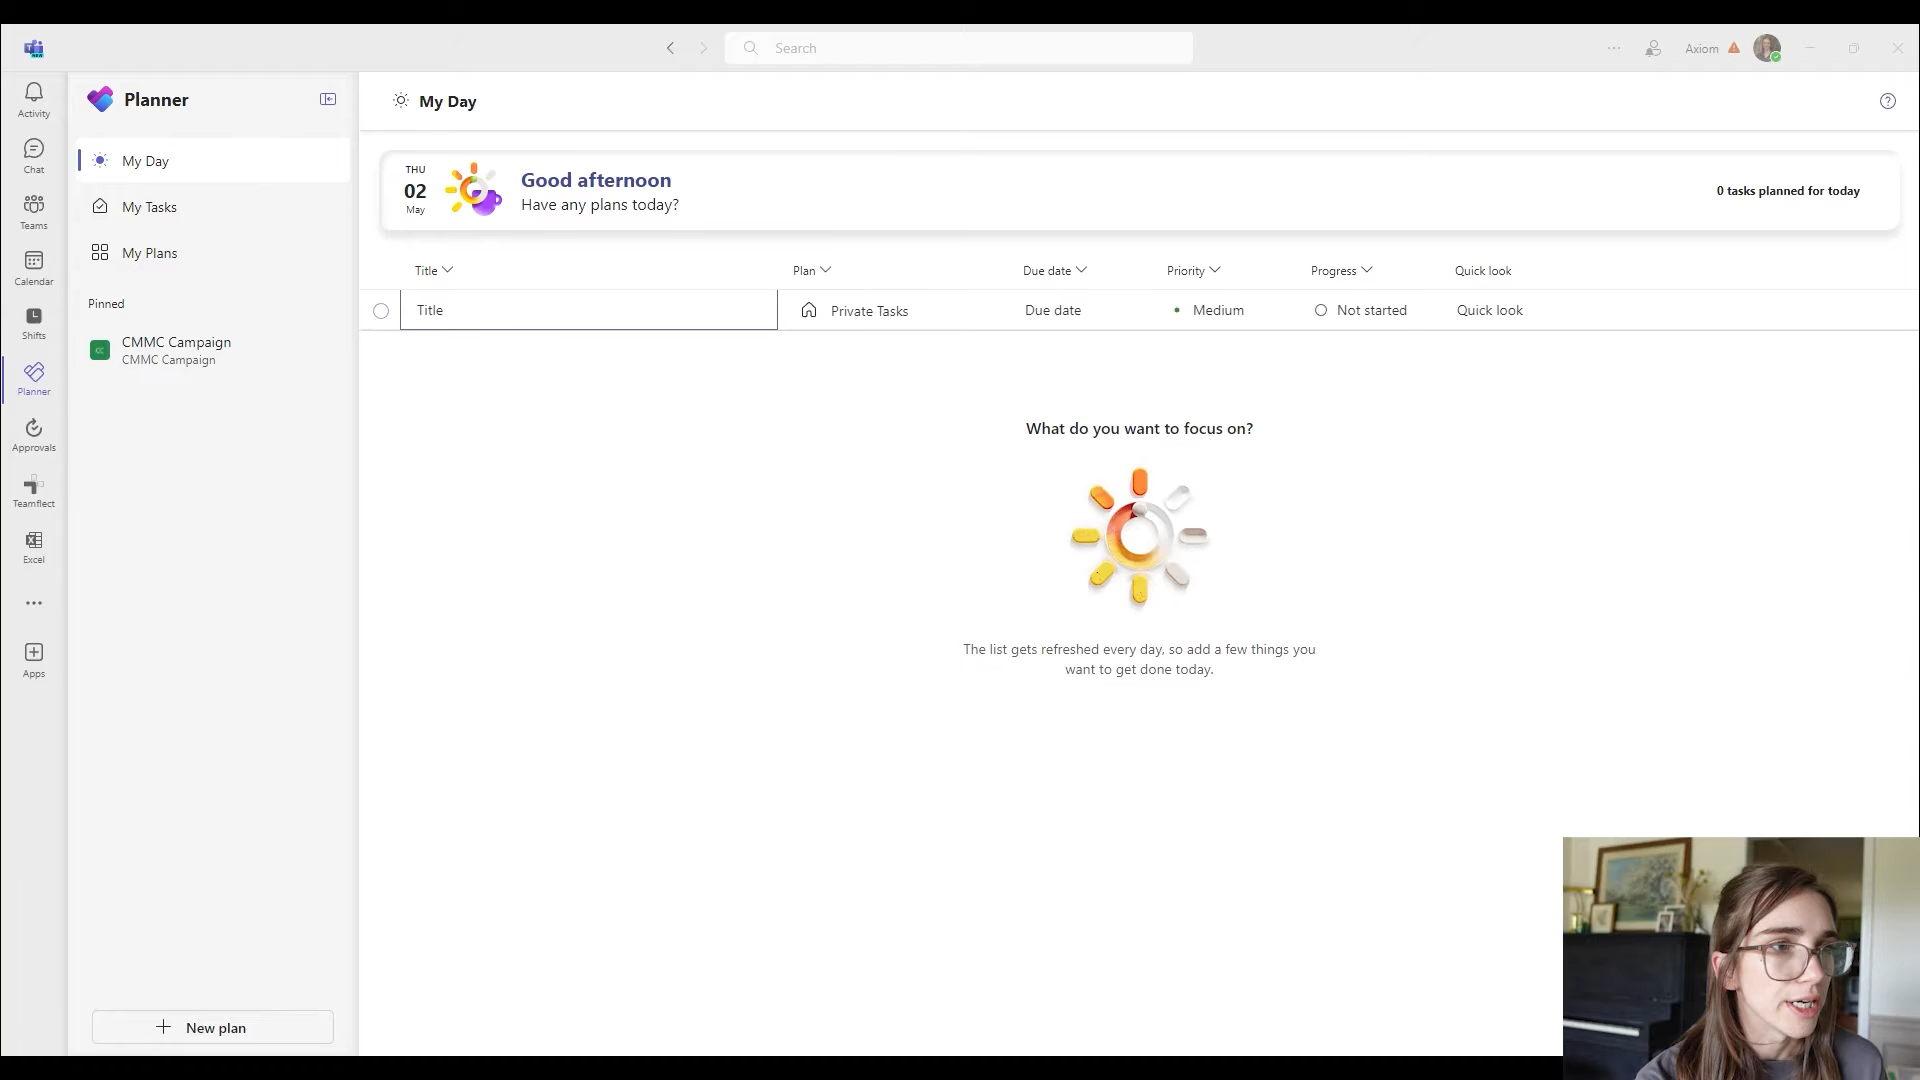 Search
Axiom
Activity
Chat
Teams
Calendar
Shifts
Planner
Approvals
Teamflect
Excel
Apps
Planner
My Day
My Tasks
My Plans
Pinned
CMMC Campaign
CMMC Campaign
New plan
My Day
THU
02
May
Good afternoon
Have any plans today?
0 tasks planned for today
Title Plan Due date Priority Progress Quick look
Title Private Tasks Due date Medium Not started Quick look
What do you want to focus on?
The list gets refreshed every day, so add a few things you
want to get done today.